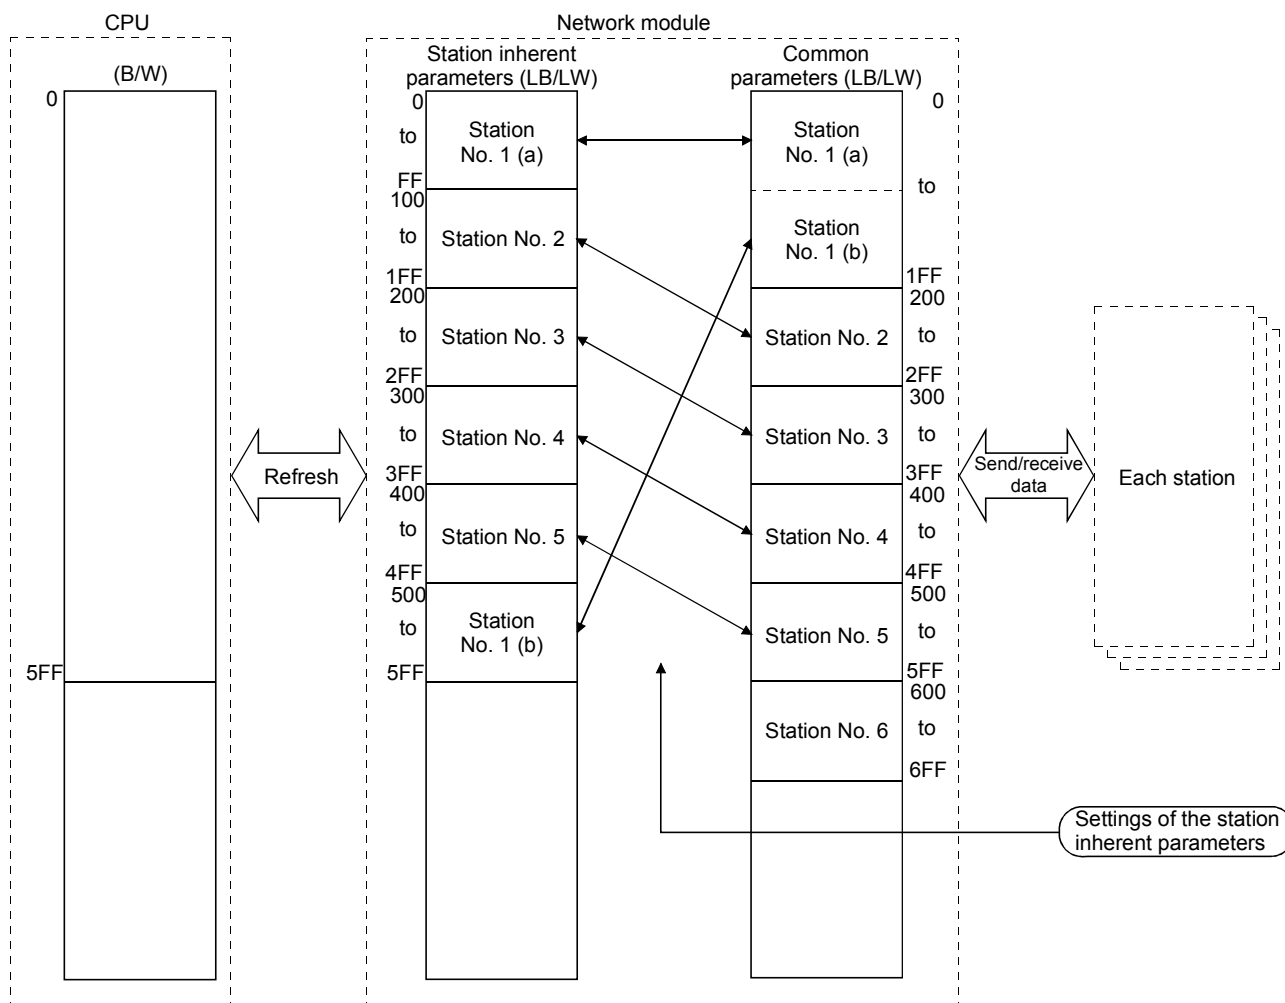 CPU
Network module
(B/W)
0
5FF
Refresh
Station inherent
parameters (LB/LW)
0
to
FF
Station
No. 1 (a)
100
to
1FF
Station No. 2
200
to
2FF
Station No. 3
300
to
3FF
Station No. 4
400
to
4FF
Station No. 5
500
to
5FF
Station
No. 1 (b)
Common
parameters (LB/LW)
Station
No. 1 (a)
Station
No. 1 (b)
0
to
1FF
Station No. 2
200
to
2FF
Station No. 3
300
to
3FF
Station No. 4
400
to
4FF
Station No. 5
500
to
5FF
Station No. 6
600
to
6FF
Send/receive
data
Each station
Settings of the station
inherent parameters